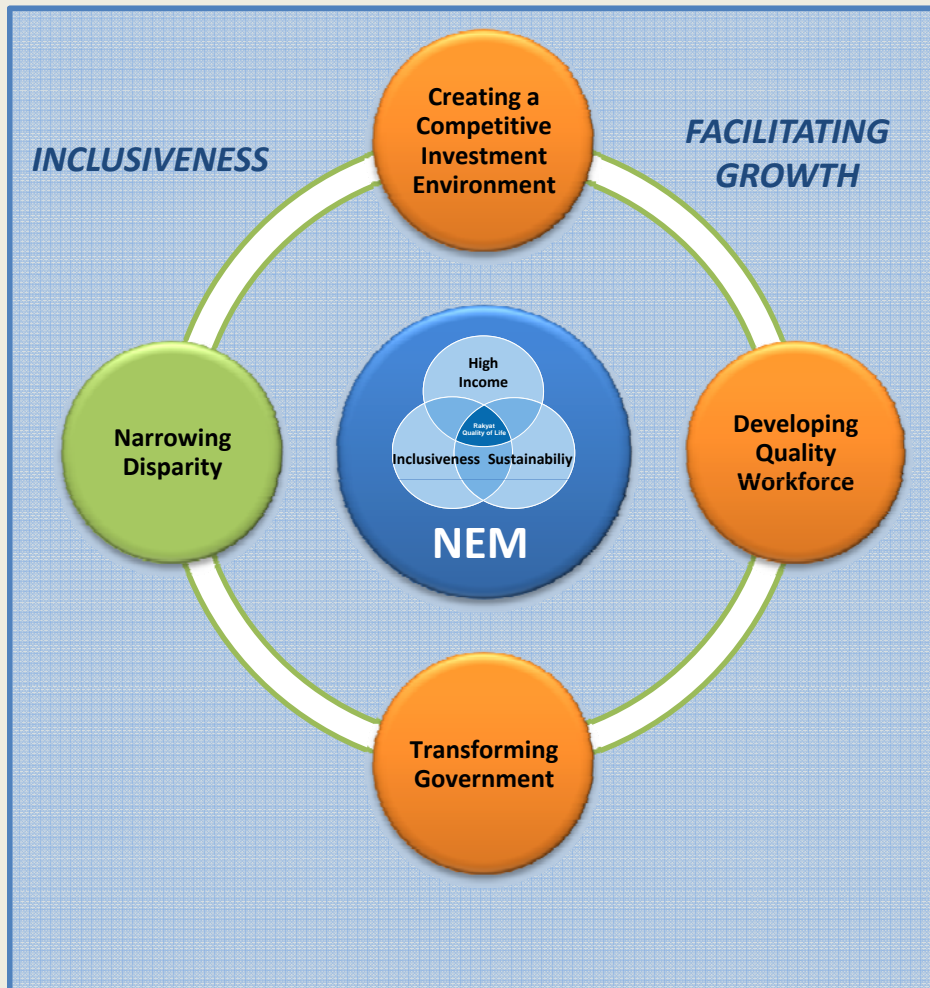 Creating a
Competitive
Investment
Environment
INCLUSIVENESS
FACILITATING
GROWTH
High
Income
Rakyat
Quality of Life
Inclusiveness Sustainabiliy
NEM
Narrowing
Disparity
Developing
Quality
Workforce
Transforming
Government